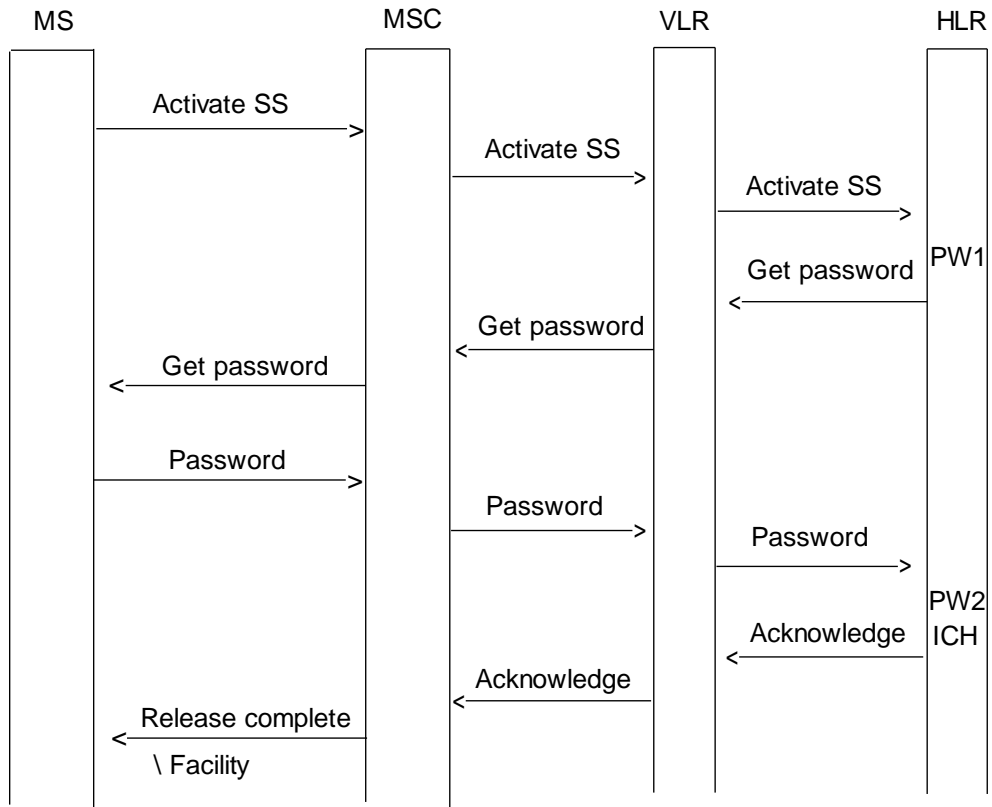 MS MSC VLR HLR
Activate SS
Activate SS
Activate SS
PW1
Get password
Get password
Get password
Password
Password
Password
PW2
Acknowledge ICH
Acknowledge
Release complete
\ Facility